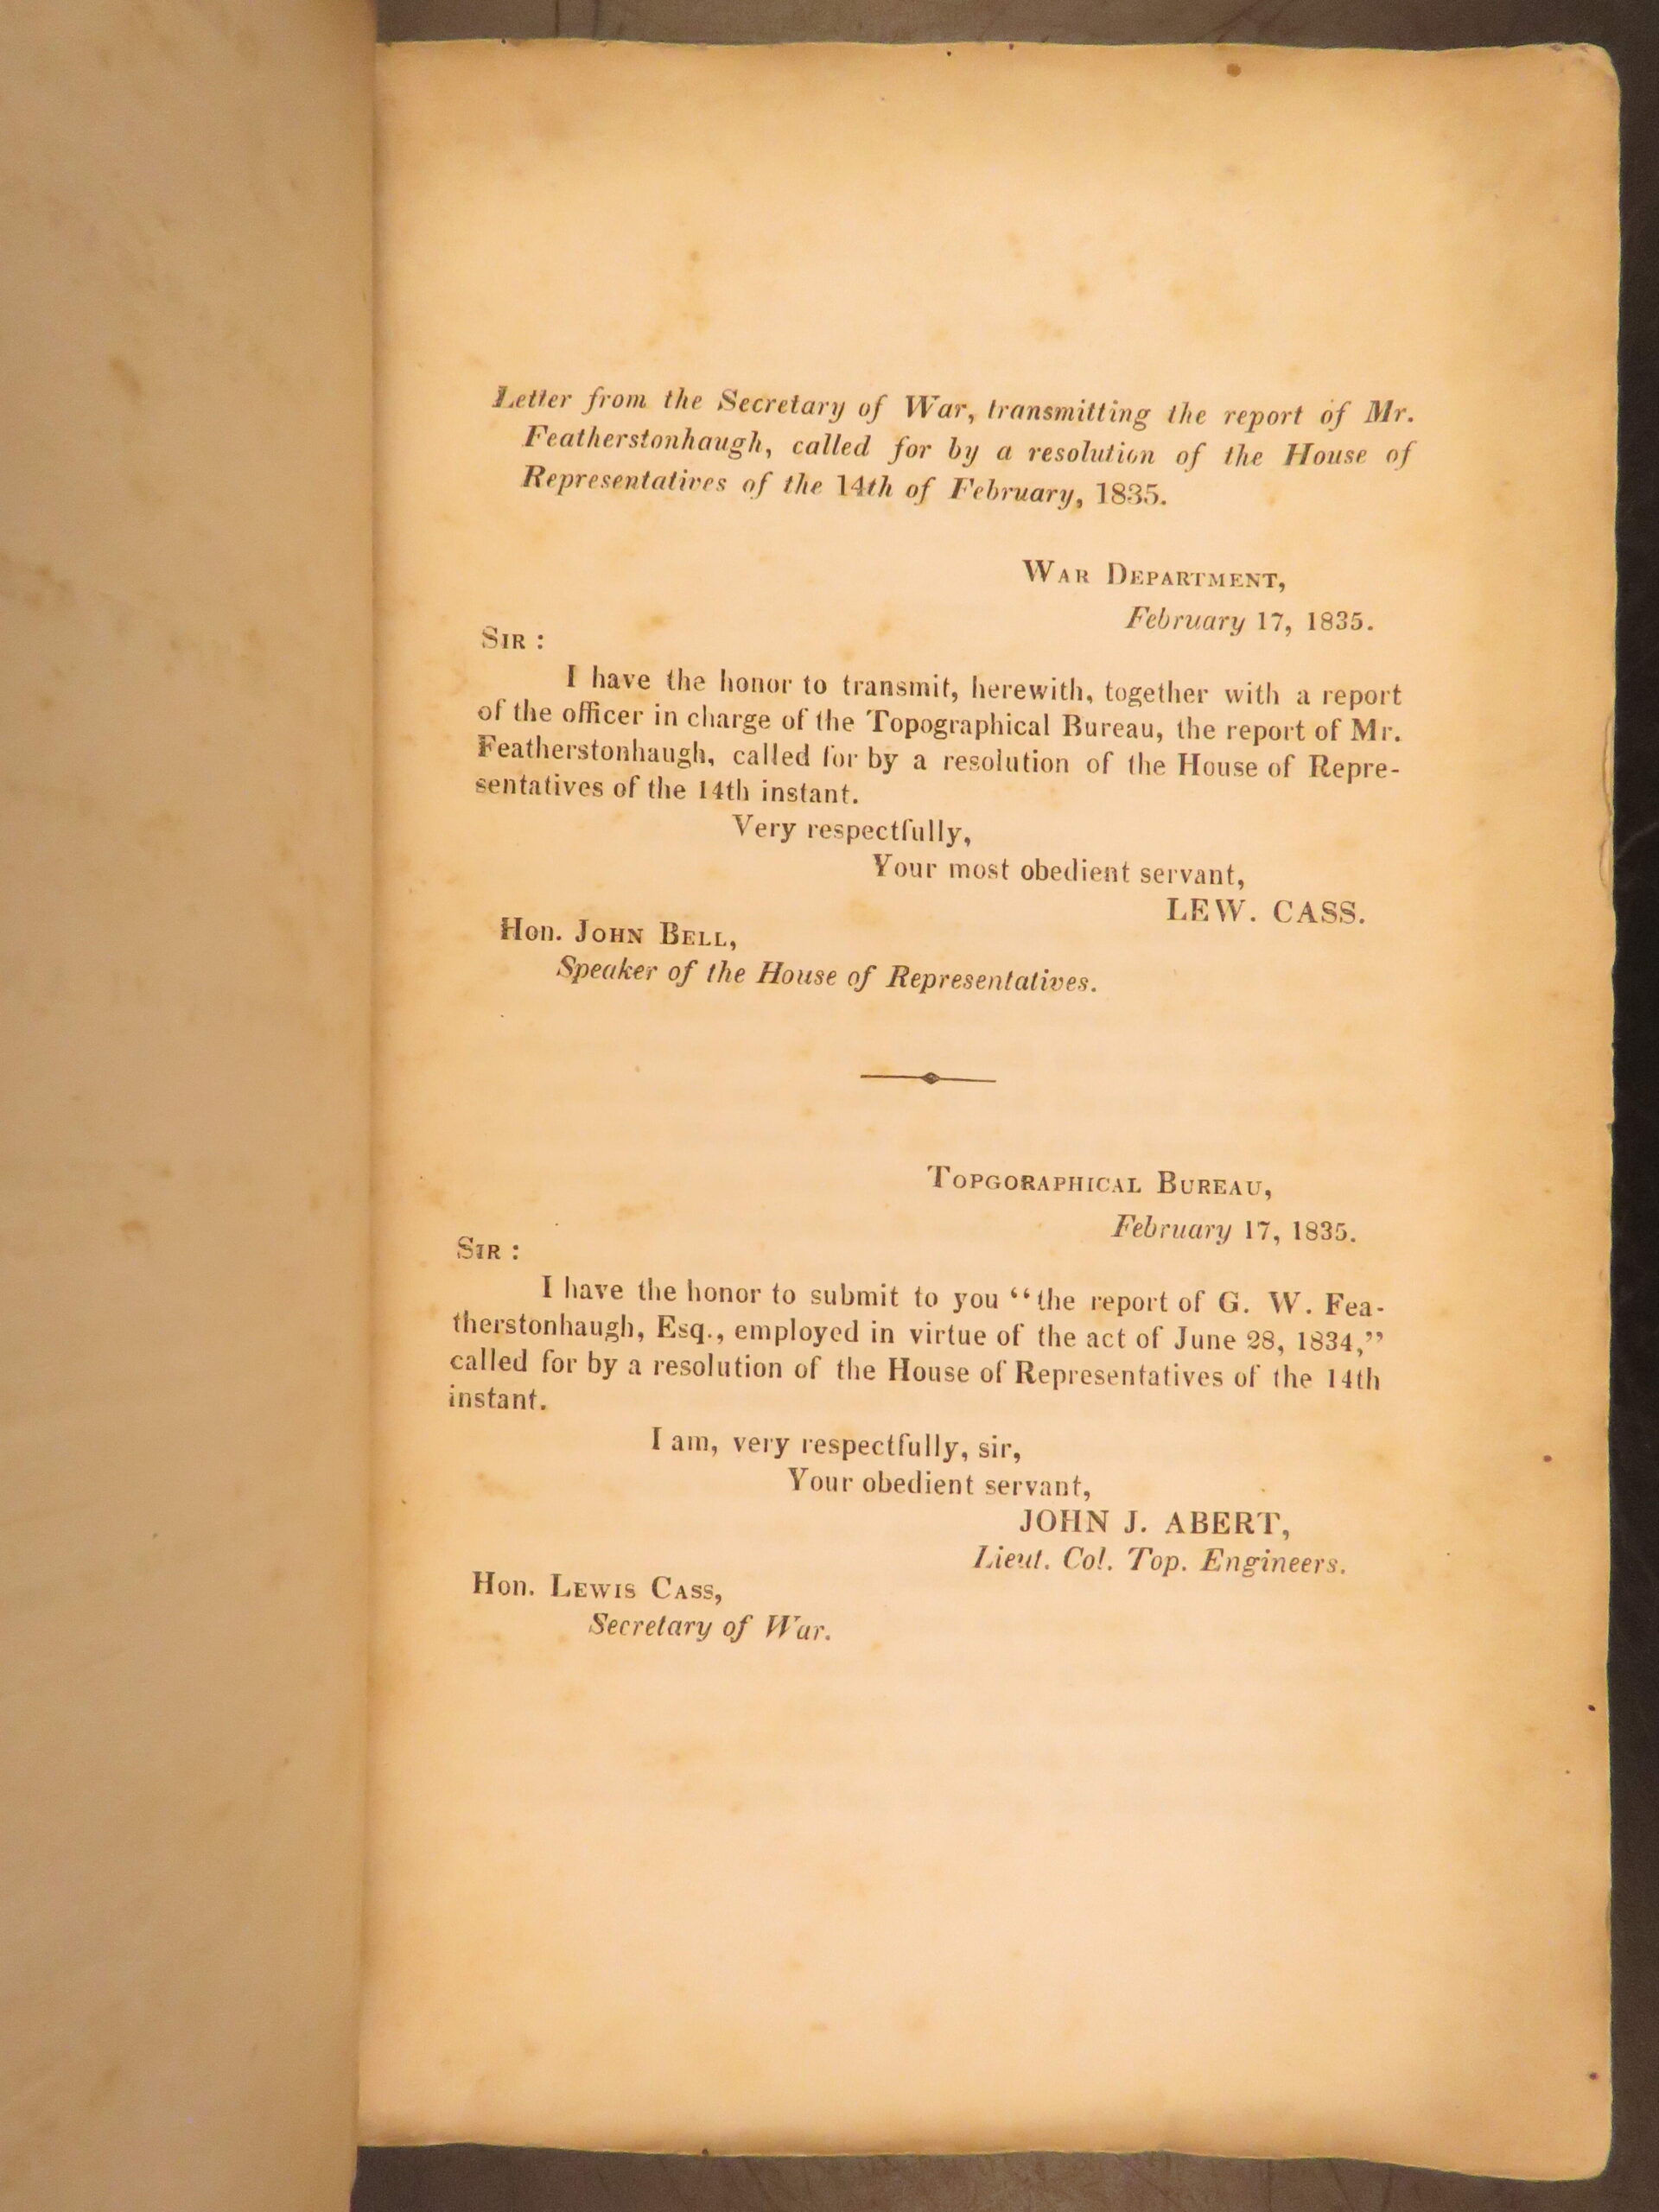 Letter from the Secretary of War, transmitting the report of Mr.
Featherstonhaugh, called for by a resolution of the House of
Representatives of the 14th of February, 1835.
War Department,
February 17, 1835.
Sir :
I have the honor to transmit, herewith, together with a report
of the officer in charge of the Topographical Bureau, the report of Mr.
Featherstonhaugh, called for by a resolution of the House of Repre-
sentatives of the 14th instant.
Very respectfully,
Your most obedient servant,
LEW. CASS.
Hon. John Bell,
Speaker of the House of Representatives.
Topgoraphical Bureau,
February 17, 1835.
Sir :
I have the honor to submit to you “the report of G. W. Fea-
therstonhaugh, Esq., employed in virtue of the act of June 28, 1834,”
called for by a resolution of the House of Representatives of the 14th
instant.
I am, very respectfully, sir,
Your obedient servant,
JOHN J. ABERT,
Lieut. Col. Top. Engineers.
Hon. Lewis Cass,
Secretary of War.